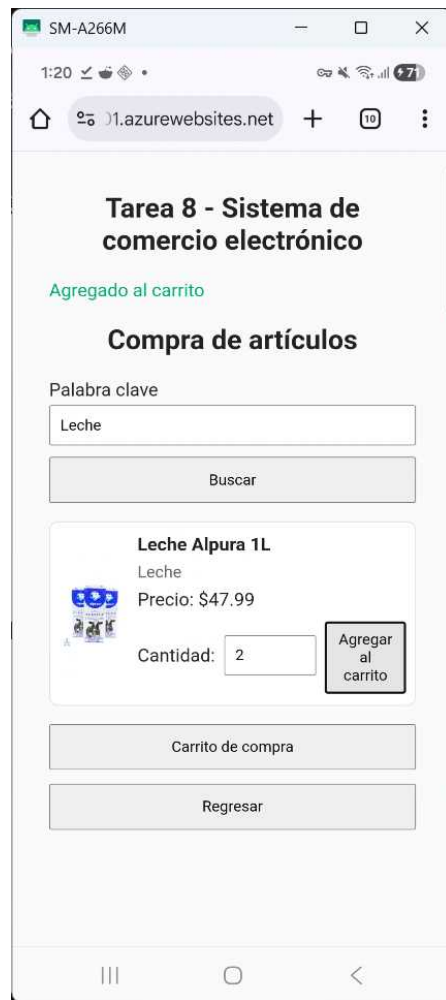 SM-A266M
1:20
71
01.azurewebsites.net
10
Tarea 8 - Sistema de
comercio electrónico
Agregado al carrito
Compra de artículos
Palabra clave
Leche
Buscar
Leche Alpura 1L
Leche
Precio: $47.99
Cantidad: 2
Agregar
al
carrito
Carrito de compra
Regresar